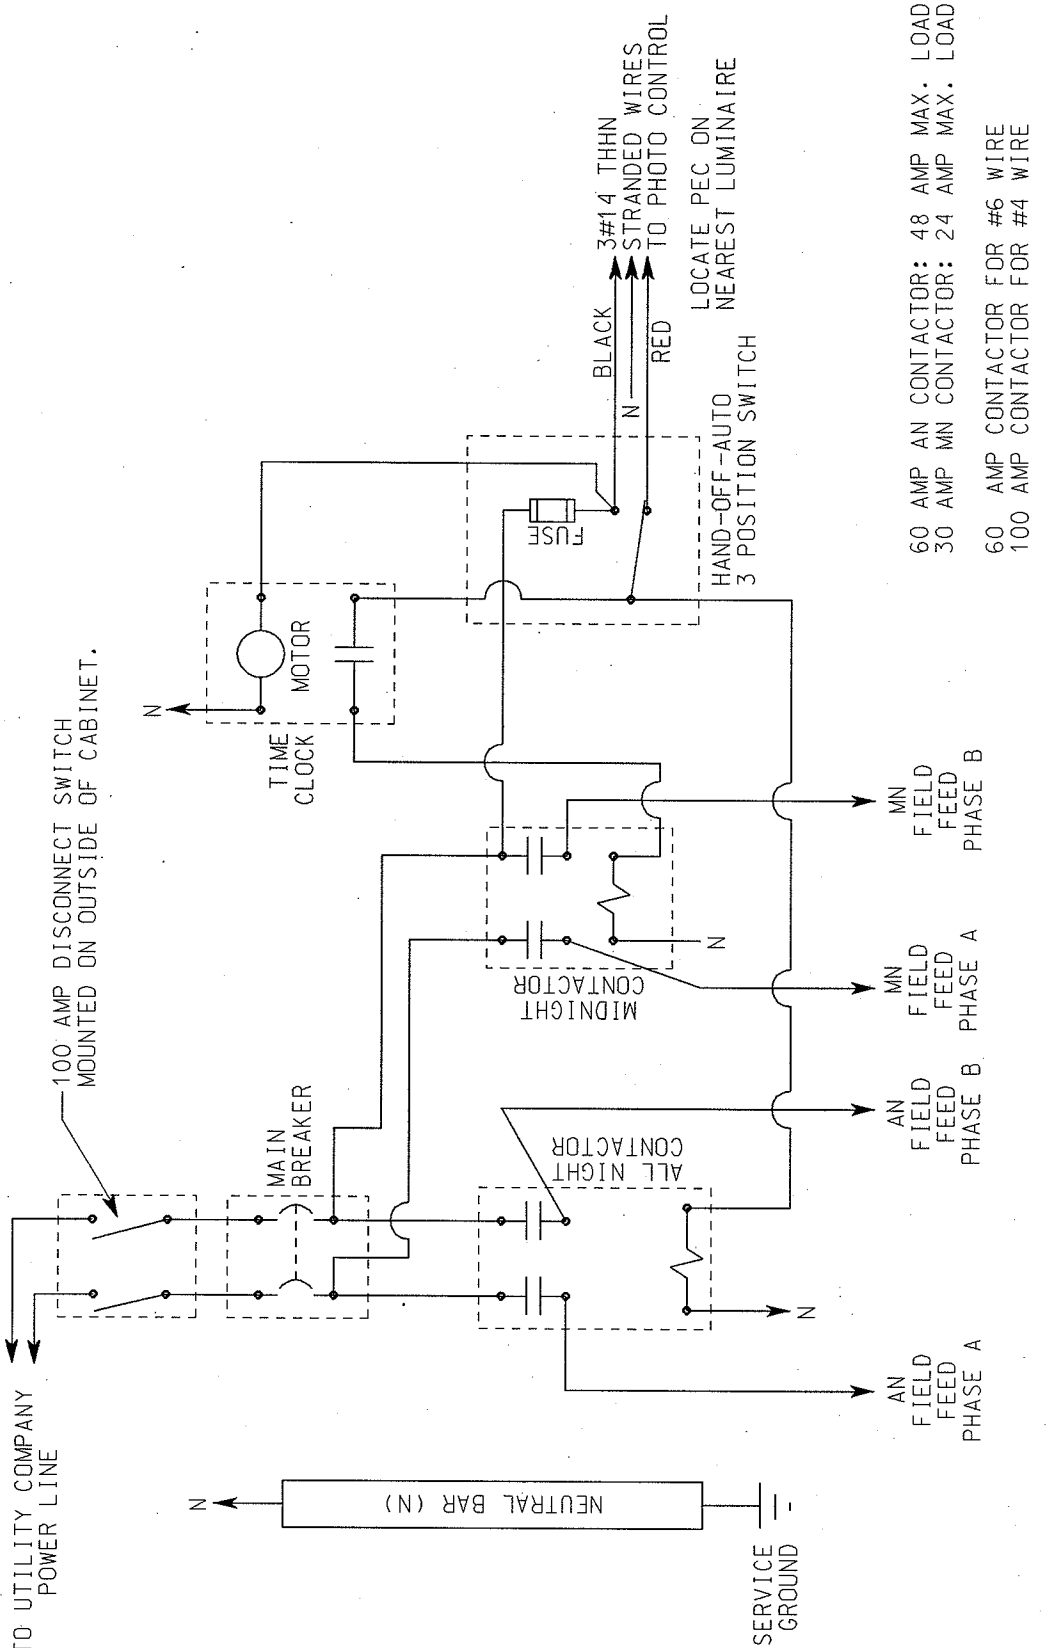 TO UTILITY COMPANY
POWER LINE
100 AMP DISCONNECT SWITCH
MOUNTED ON OUTSIDE OF CABINET.
N
N
MAIN
BREAKER
TIME
CLOCK
MOTOR
NEUTRAL BAR (N)
SERVICE
GROUND
ALL NIGHT
CONTACTOR
N
MIDNIGHT
CONTACTOR
N
FUSE
HAND-OFF-AUTO
3 POSITION SWITCH
BLACK
N
RED
3#14 THHN
STRANDED WIRES
TO PHOTO CONTROL
LOCATE PEC ON
NEAREST LUMINAIRE
AN
FIELD
FEED
PHASE A
AN
FIELD
FEED
PHASE B
MN
FIELD
FEED
PHASE A
MN
FIELD
FEED
PHASE B
60 AMP AN CONTACTOR: 48 AMP MAX. LOAD
30 AMP MN CONTACTOR: 24 AMP MAX. LOAD
60 AMP CONTACTOR FOR #6 WIRE
100 AMP CONTACTOR FOR #4 WIRE